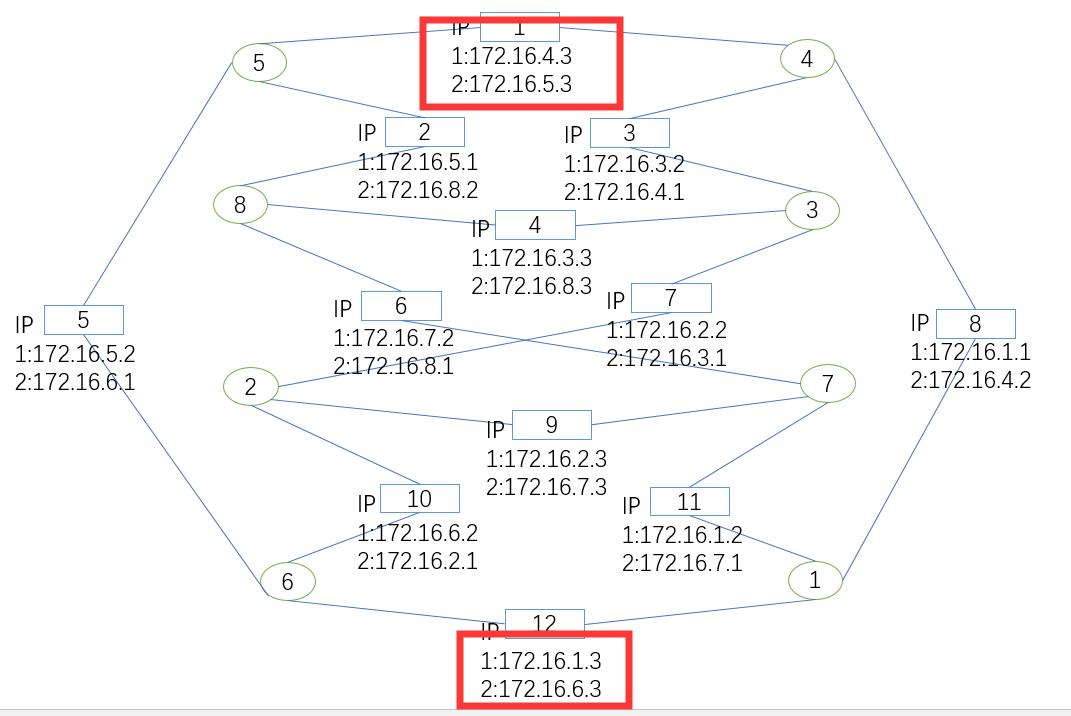 IP 1
1:172.16.4.3
2:172.16.5.3
5
4
IP 2
1:172.16.5.1
2:172.16.8.2
IP 3
1:172.16.3.2
2:172.16.4.1
8
3
IP 4
1:172.16.3.3
2:172.16.8.3
IP 5
1:172.16.5.2
2:172.16.6.1
IP 6
1:172.16.7.2
2:172.16.8.1
IP 7
1:172.16.2.2
2:172.16.3.1
IP 8
1:172.16.1.1
2:172.16.4.2
2
7
IP 9
1:172.16.2.3
2:172.16.7.3
IP 10
1:172.16.6.2
2:172.16.2.1
IP 11
1:172.16.1.2
2:172.16.7.1
6
1
IP 12
1:172.16.1.3
2:172.16.6.3